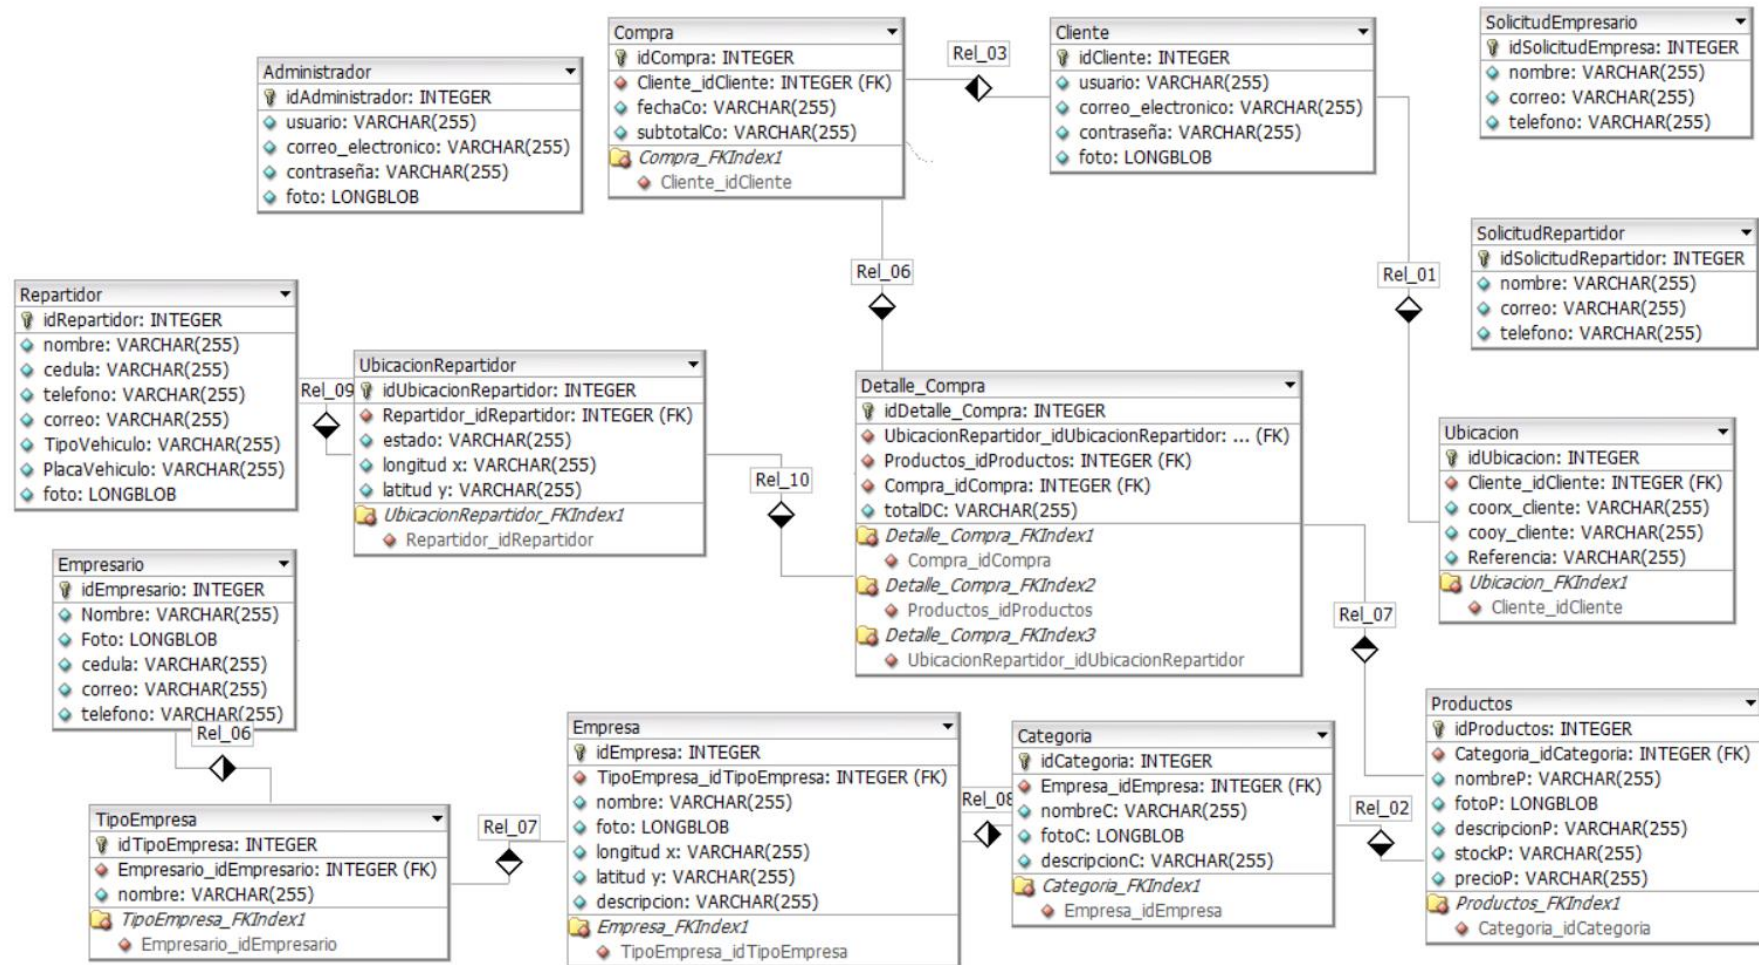 Compra
idCompra: INTEGER
Cliente_idCliente: INTEGER (FK)
fechaCo: VARCHAR(255)
subtotalCo: VARCHAR(255)
Compra_FKIndex1
Cliente_idCliente
Rel_03
Cliente
idCliente: INTEGER
usuario: VARCHAR(255)
correo_electronico: VARCHAR(255)
contraseña: VARCHAR(255)
foto: LONGBLOB
SolicitudEmpresario
idSolicitudEmpresa: INTEGER
nombre: VARCHAR(255)
correo: VARCHAR(255)
telefono: VARCHAR(255)
Administrador
idAdministrador: INTEGER
usuario: VARCHAR(255)
correo_electronico: VARCHAR(255)
contraseña: VARCHAR(255)
foto: LONGBLOB
SolicitudRepartidor
idSolicitudRepartidor: INTEGER
nombre: VARCHAR(255)
correo: VARCHAR(255)
telefono: VARCHAR(255)
Rel_06
Rel_01
Repartidor
idRepartidor: INTEGER
nombre: VARCHAR(255)
cedula: VARCHAR(255)
telefono: VARCHAR(255)
correo: VARCHAR(255)
TipoVehiculo: VARCHAR(255)
PlacaVehiculo: VARCHAR(255)
foto: LONGBLOB
Rel_09
UbicacionRepartidor
idUbicacionRepartidor: INTEGER
Repartidor_idRepartidor: INTEGER (FK)
estado: VARCHAR(255)
longitud x: VARCHAR(255)
latitud y: VARCHAR(255)
UbicacionRepartidor_FKIndex1
Repartidor_idRepartidor
Rel_10
Detalle_Compra
idDetalle_Compra: INTEGER
UbicacionRepartidor_idUbicacionRepartidor: ... (FK)
Productos_idProductos: INTEGER (FK)
Compra_idCompra: INTEGER (FK)
totalDC: VARCHAR(255)
Detalle_Compra_FKIndex1
Compra_idCompra
Detalle_Compra_FKIndex2
Productos_idProductos
Detalle_Compra_FKIndex3
UbicacionRepartidor_idUbicacionRepartidor
Ubicacion
idUbicacion: INTEGER
Cliente_idCliente: INTEGER (FK)
coorx_cliente: VARCHAR(255)
cooy_cliente: VARCHAR(255)
Referencia: VARCHAR(255)
Ubicacion_FKIndex1
Cliente_idCliente
Rel_07
Empresario
idEmpresario: INTEGER
Nombre: VARCHAR(255)
Foto: LONGBLOB
cedula: VARCHAR(255)
correo: VARCHAR(255)
telefono: VARCHAR(255)
Rel_06
TipoEmpresa
idTipoEmpresa: INTEGER
Empresario_idEmpresario: INTEGER (FK)
nombre: VARCHAR(255)
TipoEmpresa_FKIndex1
Empresario_idEmpresario
Rel_07
Empresa
idEmpresa: INTEGER
TipoEmpresa_idTipoEmpresa: INTEGER (FK)
nombre: VARCHAR(255)
foto: LONGBLOB
longitud x: VARCHAR(255)
latitud y: VARCHAR(255)
descripcion: VARCHAR(255)
Empresa_FKIndex1
TipoEmpresa_idTipoEmpresa
Rel_08
Categoria
idCategoria: INTEGER
Empresa_idEmpresa: INTEGER (FK)
nombreC: VARCHAR(255)
fotoC: LONGBLOB
descripcionC: VARCHAR(255)
Categoria_FKIndex1
Empresa_idEmpresa
Rel_02
Productos
idProductos: INTEGER
Categoria_idCategoria: INTEGER (FK)
nombreP: VARCHAR(255)
fotoP: LONGBLOB
descripcionP: VARCHAR(255)
stockP: VARCHAR(255)
precioP: VARCHAR(255)
Productos_FKIndex1
Categoria_idCategoria